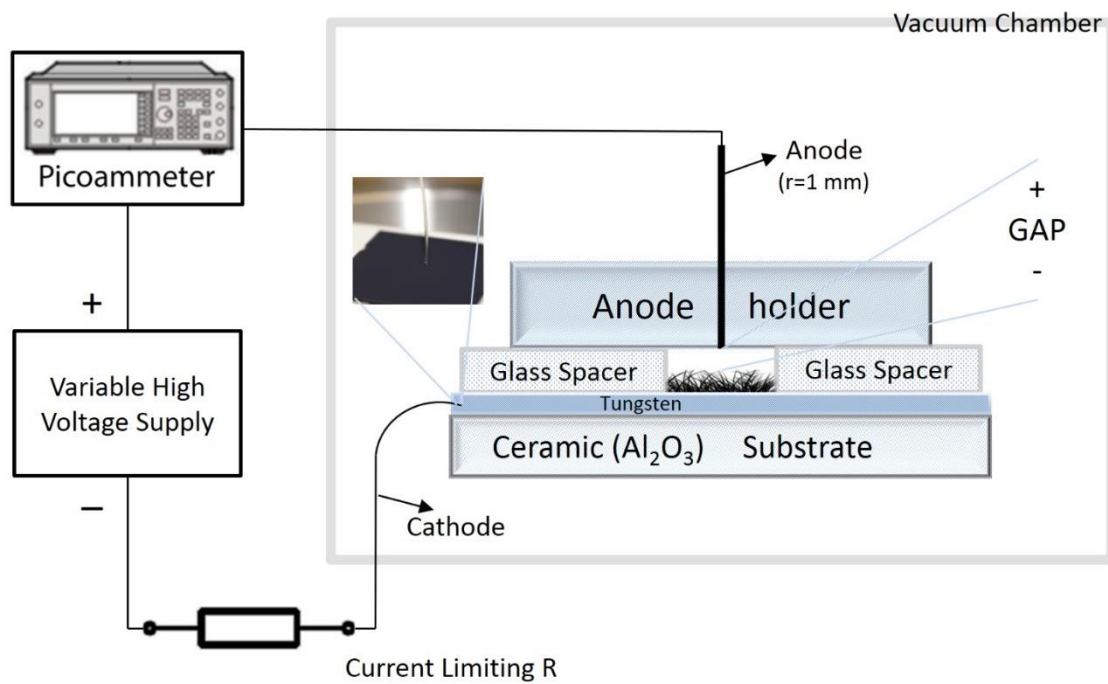 Vacuum Chamber
Picoammeter
Anode
(r=1 mm)
+
GAP
-
Anode holder
+
Glass Spacer
Glass Spacer
Variable High
Voltage Supply
Tungsten
Ceramic (Al₂O₃) Substrate
–
Cathode
Current Limiting R